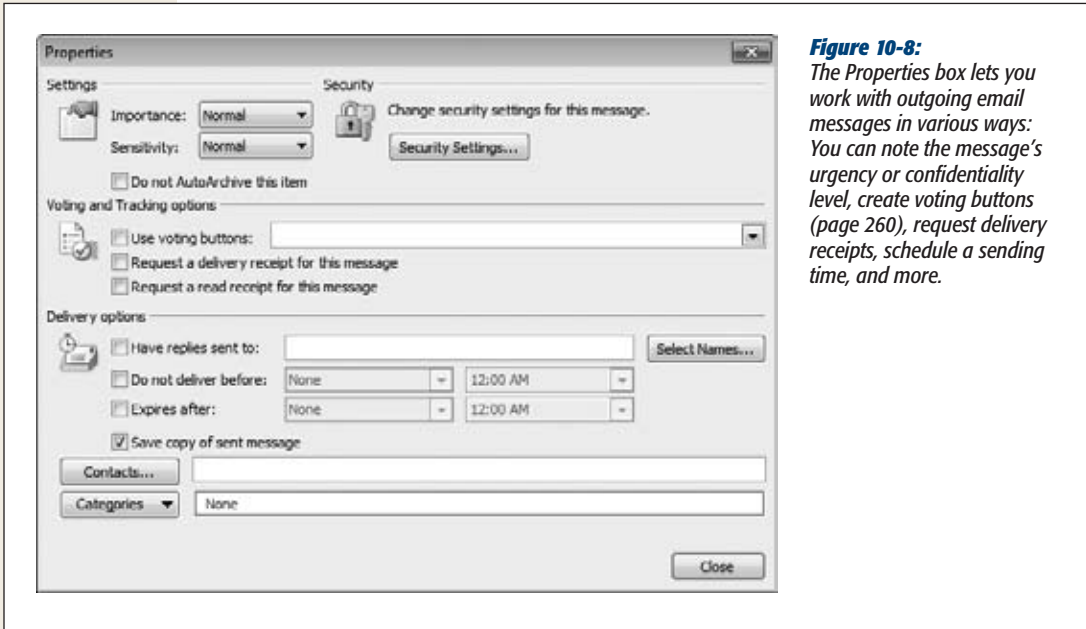 Properties
Settings
Security
Importance: Normal
Change security settings for this message.
Sensitivity: Normal
Security Settings...
Do not AutoArchive this item
Voting and Tracking options
Use voting buttons:
Request a delivery receipt for this message
Request a read receipt for this message
Delivery options
Have replies sent to:
Select Names...
Do not deliver before: None 12:00 AM
Expires after: None 12:00 AM
Save copy of sent message
Contacts...
Categories None
Close
Figure 10-8:
The Properties box lets you
work with outgoing email
messages in various ways:
You can note the message's
urgency or confidentiality
level, create voting buttons
(page 260), request delivery
receipts, schedule a sending
time, and more.